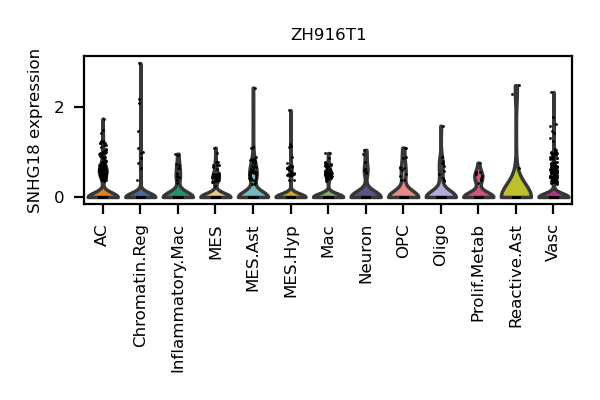 ZH916T1
SNHG18 expression
2
0
AC
Chromatin.Reg
Inflammatory.Mac
MES
MES.Ast
MES.Hyp
Mac
Neuron
OPC
Oligo
Prolif.Metab
Reactive.Ast
Vasc